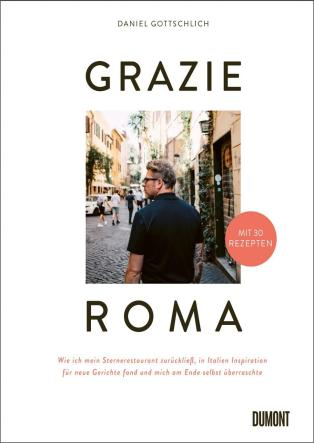 DANIEL GOTTSCHLICH
GRAZIE
MIT 30
REZEPTEN
ROMA
Wie ich mein Sternerestaurant zurückließ, in Italien Inspiration
für neue Gerichte fand und mich am Ende selbst überraschte
DUMONT